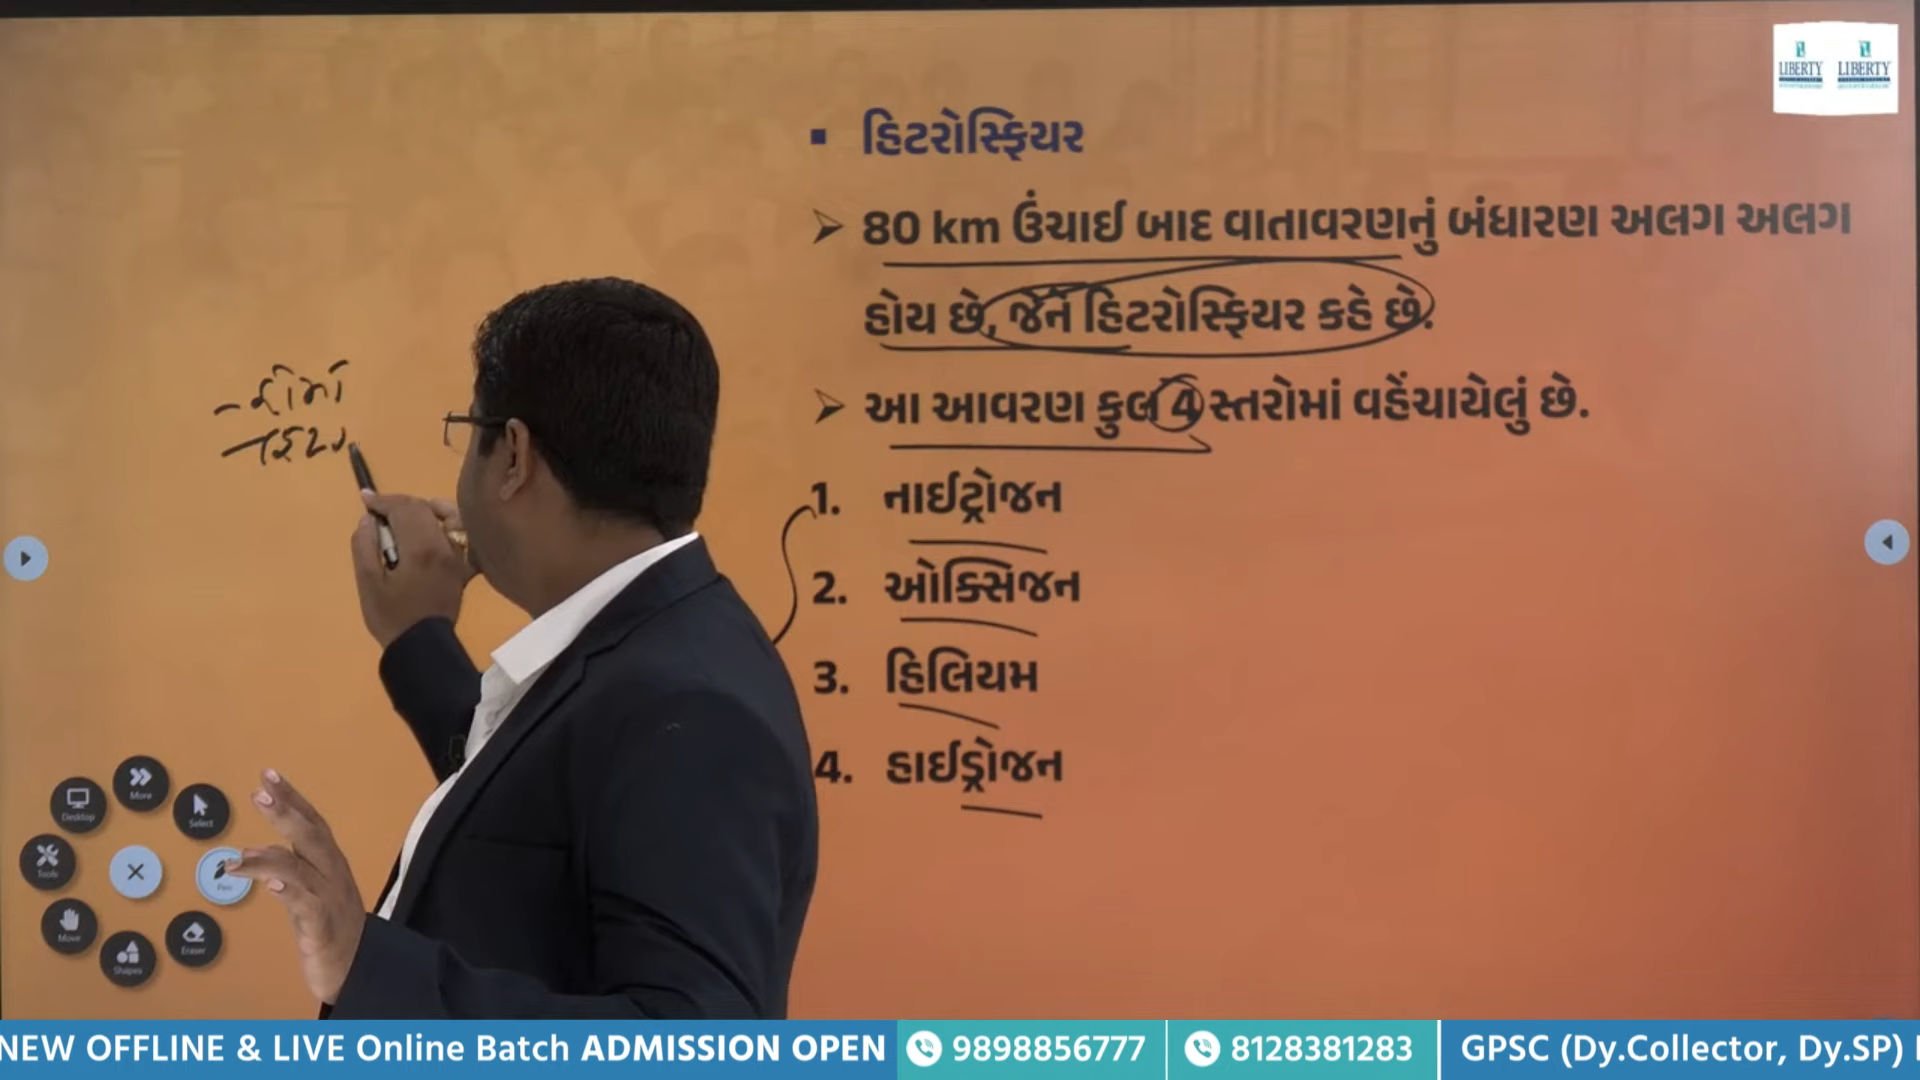 LIBERTY LIBERTY
▪ હિટરોસ્ફિયર
➢ 80 km ઉંચાઈ બાદ વાતાવરણનું બંધારણ અલગ અલગ
હોય છે, જેને હિટરોસ્ફિયર કહે છે.
➢ આ આવરણ કુલ 4 સ્તરોમાં વહેંચાયેલું છે.
1. નાઈટ્રોજન
2. ઓક્સિજન
3. હિલિયમ
4. હાઈડ્રોજન
More
Desktop
Select
Tools
Pen
Move
Eraser
Shapes
NEW OFFLINE & LIVE Online Batch ADMISSION OPEN 9898856777 8128381283 GPSC (Dy.Collector, Dy.SP)